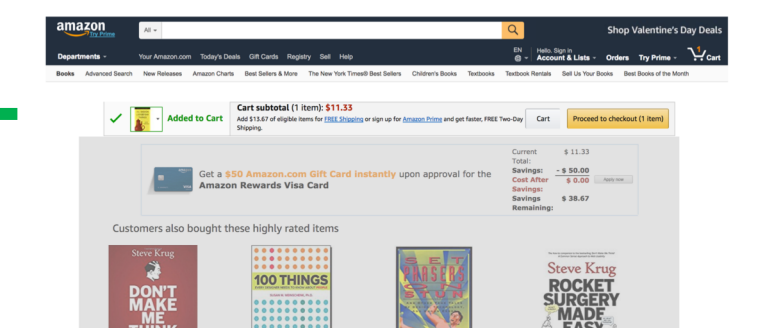 amazon
Try Prime
All
Shop Valentine's Day Deals
Departments
Your Amazon.com Today's Deals Gift Cards Registry Sell Help
EN
Hello. Sign in
Account & Lists Orders Try Prime 1 Cart
Books Advanced Search New Releases Amazon Charts Best Sellers & More The New York Times® Best Sellers Children's Books Textbooks Textbook Rentals Sell Us Your Books Best Books of the Month
Added to Cart
Cart subtotal (1 item): $11.33
Add $13.67 of eligible items for FREE Shipping or sign up for Amazon Prime and get faster, FREE Two-Day
Shipping.
Cart
Proceed to checkout (1 item)
Get a $50 Amazon.com Gift Card instantly upon approval for the
Amazon Rewards Visa Card
Current $ 11.33
Total:
Savings: - $ 50.00
Cost After $ 0.00
Savings:
Savings $ 38.67
Remaining:
Apply now
Customers also bought these highly rated items
Steve Krug
DON'T
MAKE
ME
THINK
100 THINGS
SET
PHASERS
ON
STUN
Steve Krug
ROCKET
SURGERY
MADE
EASY